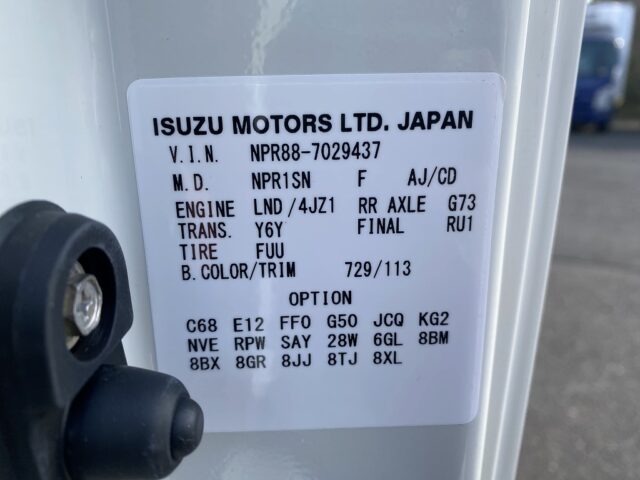 ISUZU MOTORS LTD. JAPAN
V.I.N. NPR88-7029437
M.D. NPR1SN F AJ/CD
ENGINE LND/4JZ1 RR AXLE G73
TRANS. Y6Y FINAL RU1
TIRE FUU
B.COLOR/TRIM 729/113
OPTION
C68 E12 FF0 G50 JCQ KG2
NVE RPW SAY 28W 6GL 8BM
8BX 8GR 8JJ 8TJ 8XL